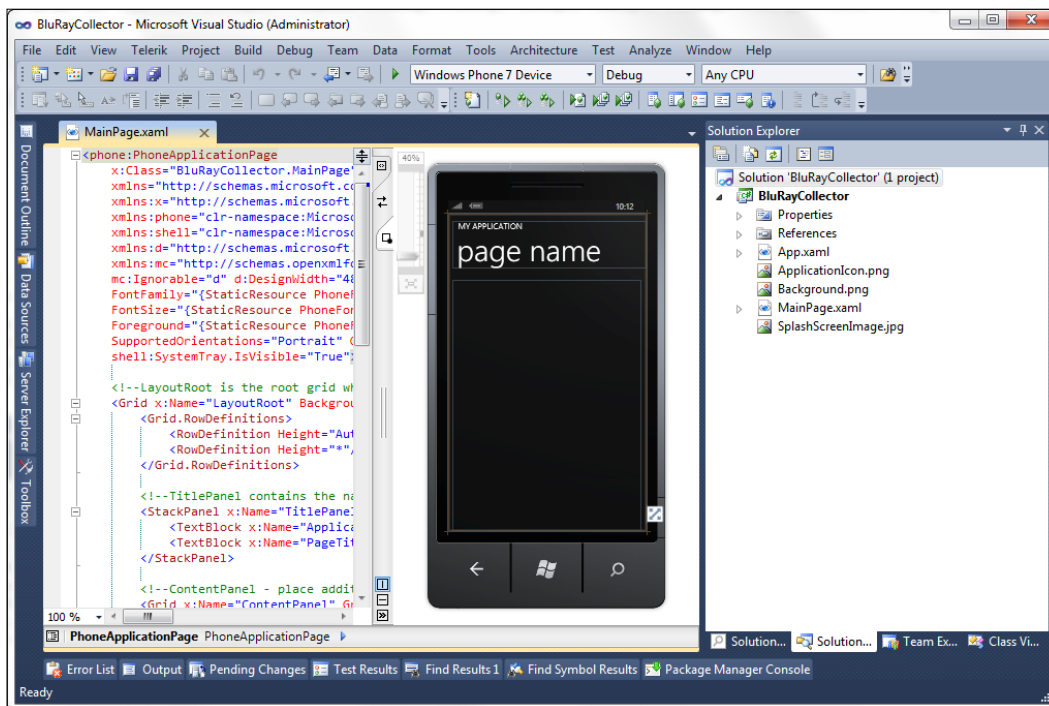 BluRayCollector - Microsoft Visual Studio (Administrator)
File Edit View Telerik Project Build Debug Team Data Format Tools Architecture Test Analyze Window Help
Windows Phone 7 Device Debug Any CPU
Document Outline
Data Sources
Server Explorer
Toolbox
MainPage.xaml
<phone:PhoneApplicationPage
x:Class="BluRayCollector.MainPage"
xmlns="http://schemas.microsoft.co
xmlns:x="http://schemas.microsoft.
xmlns:phone="clr-namespace:Microso
xmlns:shell="clr-namespace:Microso
xmlns:d="http://schemas.microsoft.
xmlns:mc="http://schemas.openxmlfo
mc:Ignorable="d" d:DesignWidth="48
FontFamily="{StaticResource PhoneF
FontSize="{StaticResource PhoneFon
Foreground="{StaticResource PhoneF
SupportedOrientations="Portrait" O
shell:SystemTray.IsVisible="True">
<!--LayoutRoot is the root grid wh
<Grid x:Name="LayoutRoot" Backgrou
<Grid.RowDefinitions>
<RowDefinition Height="Aut
<RowDefinition Height="*"/
</Grid.RowDefinitions>
<!--TitlePanel contains the na
<StackPanel x:Name="TitlePanel
<TextBlock x:Name="Applica
<TextBlock x:Name="PageTit
</StackPanel>
<!--ContentPanel - place addit
<Grid x:Name="ContentPanel" Gr
100 %
PhoneApplicationPage PhoneApplicationPage
40%
10:12
MY APPLICATION
page name
Solution Explorer
Solution 'BluRayCollector' (1 project)
BluRayCollector
Properties
References
App.xaml
ApplicationIcon.png
Background.png
MainPage.xaml
SplashScreenImage.jpg
Solution... Solution... Team Ex... Class Vi...
Error List Output Pending Changes Test Results Find Results 1 Find Symbol Results Package Manager Console
Ready